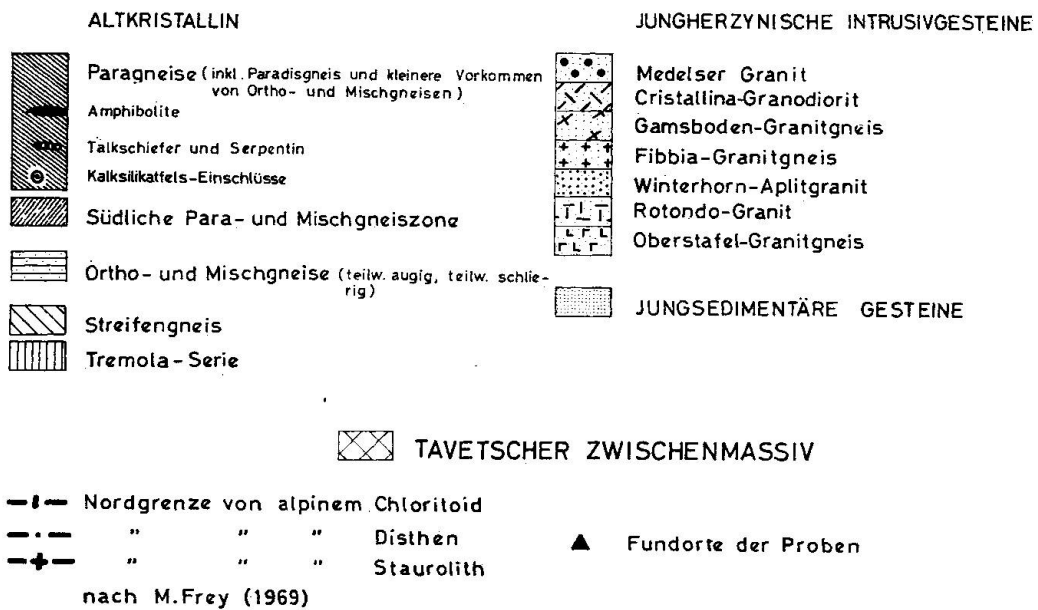 ALTKRISTALLIN
Paragneise (inkl. Paradisgneis und kleinere Vorkommen
von Ortho- und Mischgneisen)
Amphibolite
Talkschiefer und Serpentin
Kalksilikatfels-Einschlüsse
Südliche Para- und Mischgneiszone
Ortho- und Mischgneise (teilw. augig, teilw. schlie-
rig)
Streifengneis
Tremola-Serie
JUNGHERZYNISCHE INTRUSIVGESTEINE
Medelser Granit
Cristallina-Granodiorit
Gamsboden-Granitgneis
Fibbia-Granitgneis
Winterhorn-Aplitgranit
Rotondo-Granit
Oberstafel-Granitgneis
JUNGSEDIMENTÄRE GESTEINE
TAVETSCHER ZWISCHENMASSIV
Nordgrenze von alpinem Chloritoid
" " " Disthen
" " " Staurolith
nach M.Frey (1969)
Fundorte der Proben